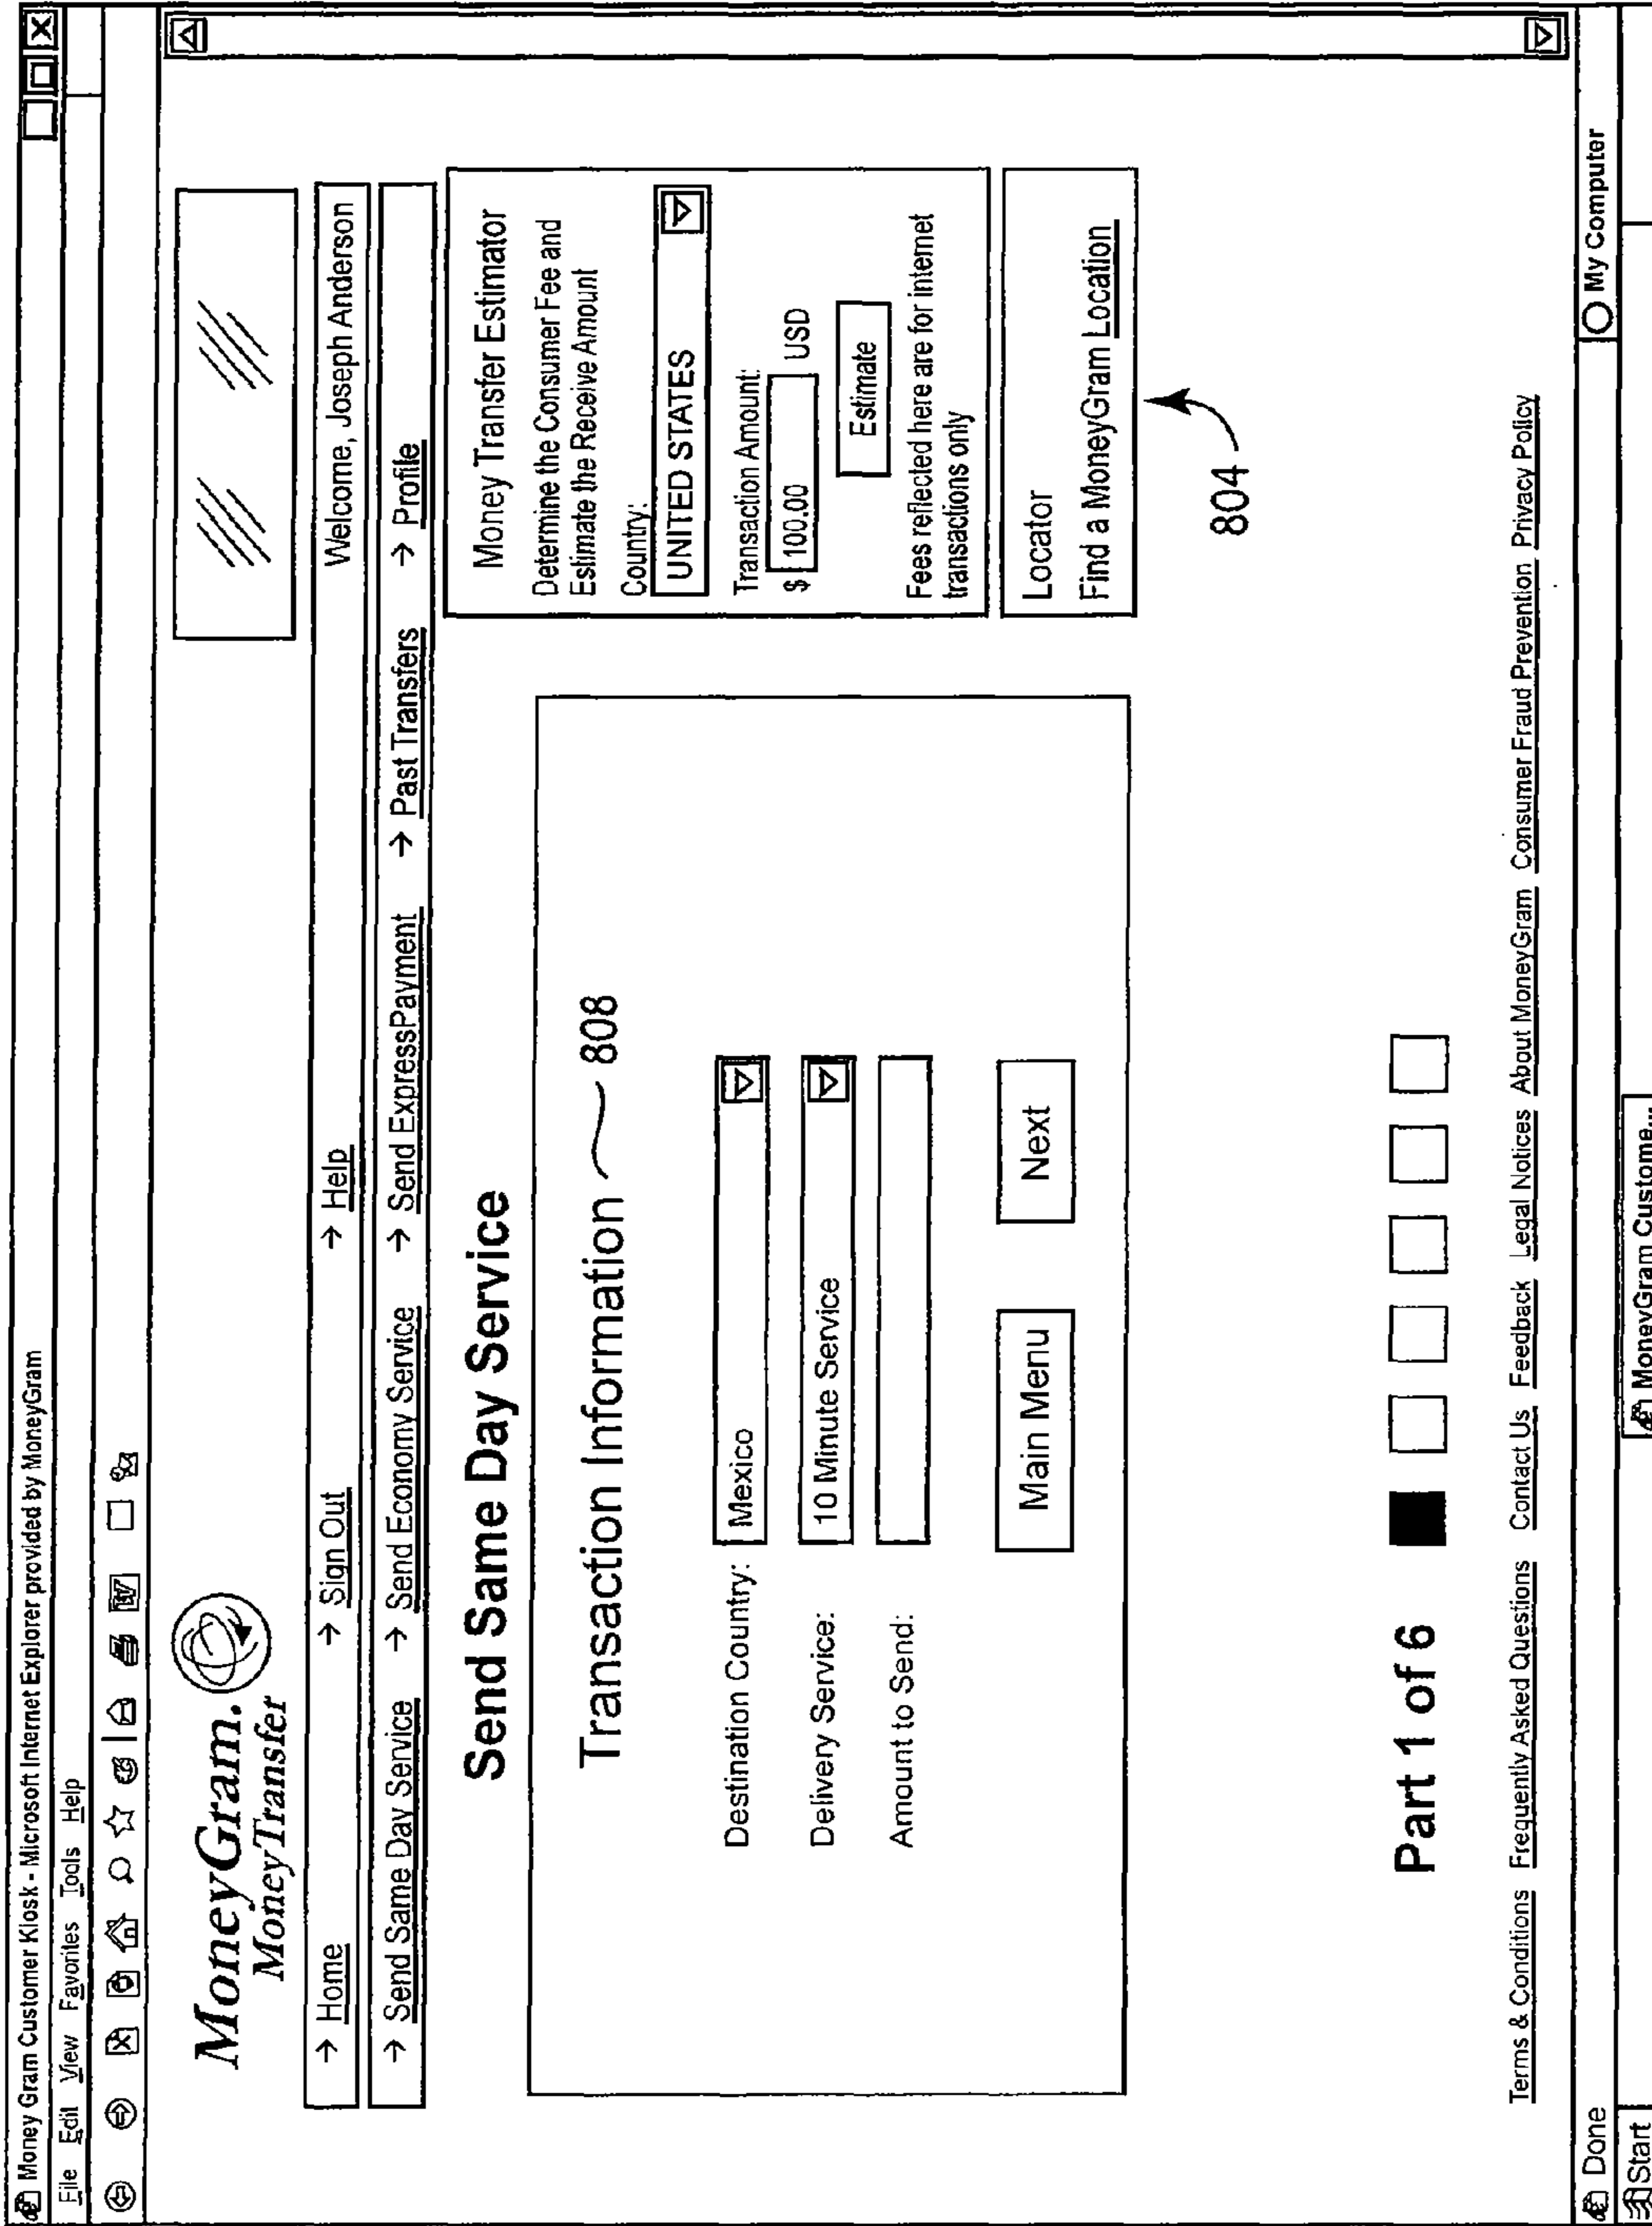 Money Gram Customer Kiosk - Microsoft Internet Explorer provided by MoneyGram
File Edit View Favorites Tools Help
MoneyGram.
MoneyTransfer
→ Home → Sign Out → Help Welcome, Joseph Anderson
→ Send Same Day Service → Send Economy Service → Send ExpressPayment → Past Transfers → Profile
Send Same Day Service
Transaction Information 808
Destination Country: Mexico
Delivery Service: 10 Minute Service
Amount to Send:
Main Menu Next
Money Transfer Estimator
Determine the Consumer Fee and
Estimate the Receive Amount
Country:
UNITED STATES
Transaction Amount:
$ 100.00 USD
Estimate
Fees reflected here are for internet
transactions only
Locator
Find a MoneyGram Location
804
Part 1 of 6
Terms & Conditions Frequently Asked Questions Contact Us Feedback Legal Notices About MoneyGram Consumer Fraud Prevention Privacy Policy
Done My Computer
Start MoneyGram Custome...